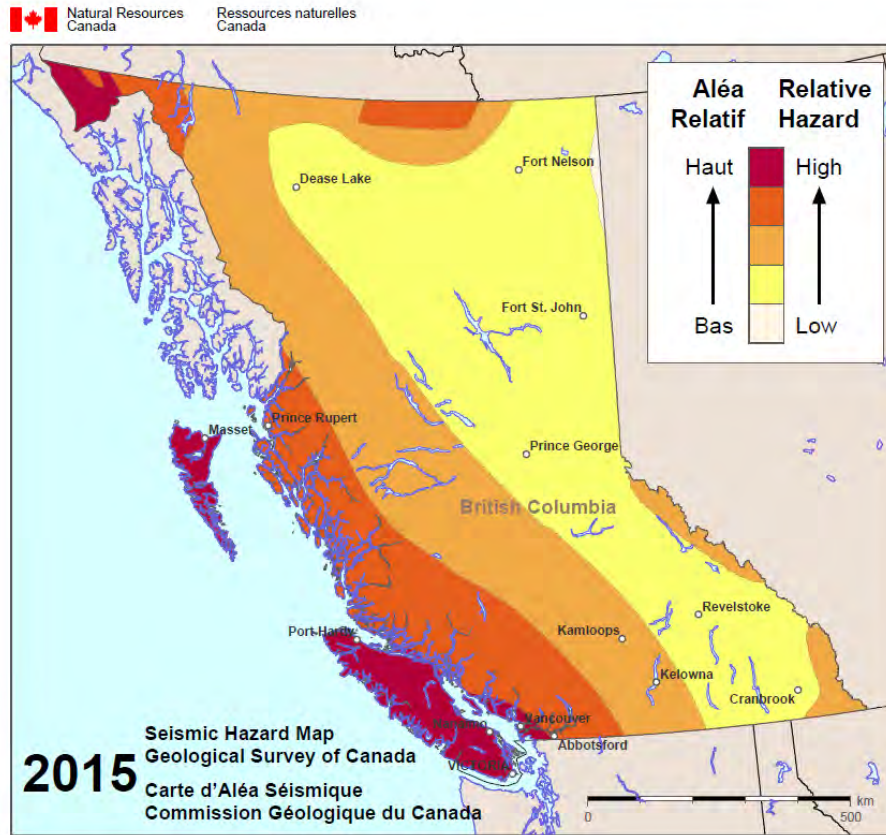 Natural Resources
Canada
Ressources naturelles
Canada
Aléa
Relatif
Relative
Hazard
Haut
High
Bas
Low
Dease Lake
Fort Nelson
Fort St. John
Masset
Prince Rupert
Prince George
British Columbia
Revelstoke
Port Hardy
Kamloops
Kelowna
Cranbrook
Vancouver
Abbotsford
VICTORIA
2015
Seismic Hazard Map
Geological Survey of Canada
Carte d'Aléa Séismique
Commission Géologique du Canada
0
500
km